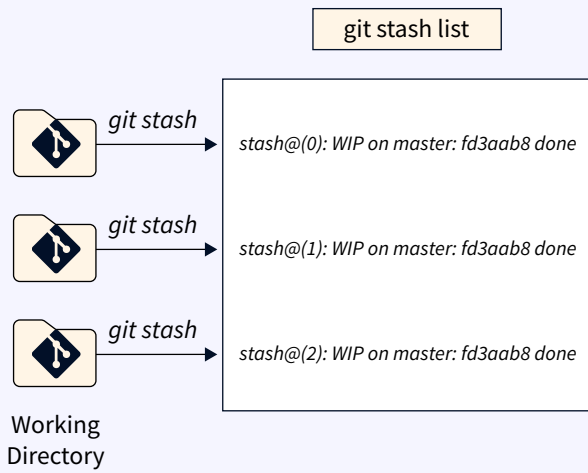 git stash list
git stash
stash@(0): WIP on master: fd3aab8 done
git stash
stash@(1): WIP on master: fd3aab8 done
git stash
stash@(2): WIP on master: fd3aab8 done
Working
Directory